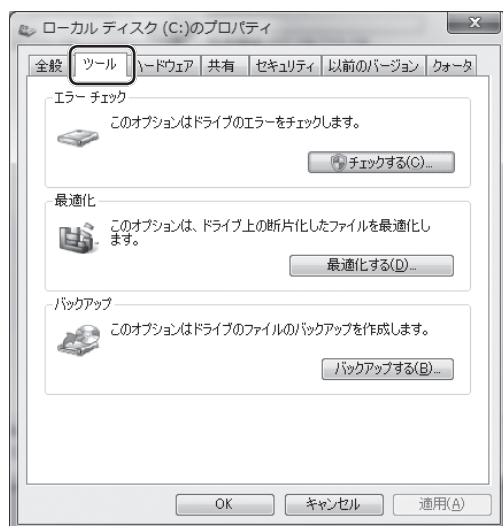 ローカル ディスク (C:)のプロパティ
全般 ツール ハードウェア 共有 セキュリティ 以前のバージョン クォータ
エラー チェック
このオプションはドライブのエラーをチェックします。
チェックする(C)...
最適化
このオプションは、ドライブ上の断片化したファイルを最適化し
ます。
最適化する(D)...
バックアップ
このオプションはドライブのファイルのバックアップを作成します。
バックアップする(B)...
OK キャンセル 適用(A)